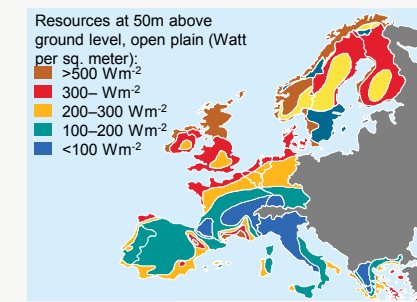 Resources at 50m above
ground level, open plain (Watt
per sq. meter):
>500 Wm-2
300– Wm-2
200–300 Wm-2
100–200 Wm-2
<100 Wm-2